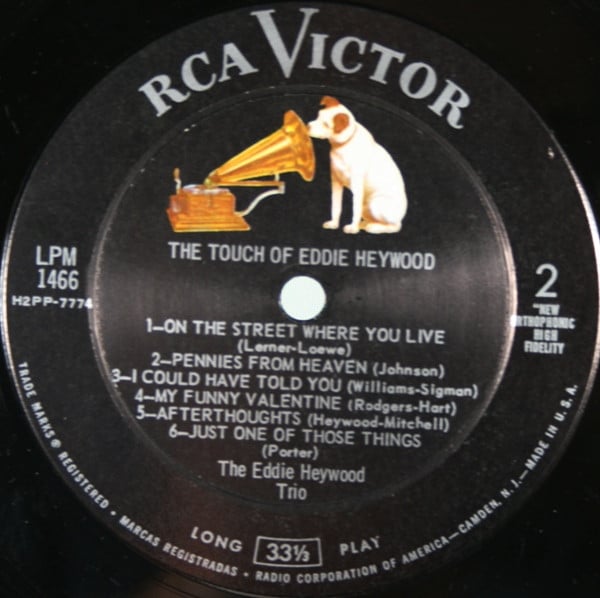 RCA VICTOR
THE TOUCH OF EDDIE HEYWOOD
LPM
1466
H2PP-7774
2
"NEW
ORTHOPHONIC"
HIGH
FIDELITY
1—ON THE STREET WHERE YOU LIVE
(Lerner-Loewe)
2—PENNIES FROM HEAVEN (Johnson)
3—I COULD HAVE TOLD YOU (Williams-Sigman)
4—MY FUNNY VALENTINE (Rodgers-Hart)
5—AFTERTHOUGHTS (Heywood-Mitchell)
6—JUST ONE OF THOSE THINGS
(Porter)
The Eddie Heywood
Trio
LONG 33⅓ PLAY
TRADE MARKS ® REGISTERED • MARCAS REGISTRADAS • RADIO CORPORATION OF AMERICA—CAMDEN, N. J.—MADE IN U. S. A.